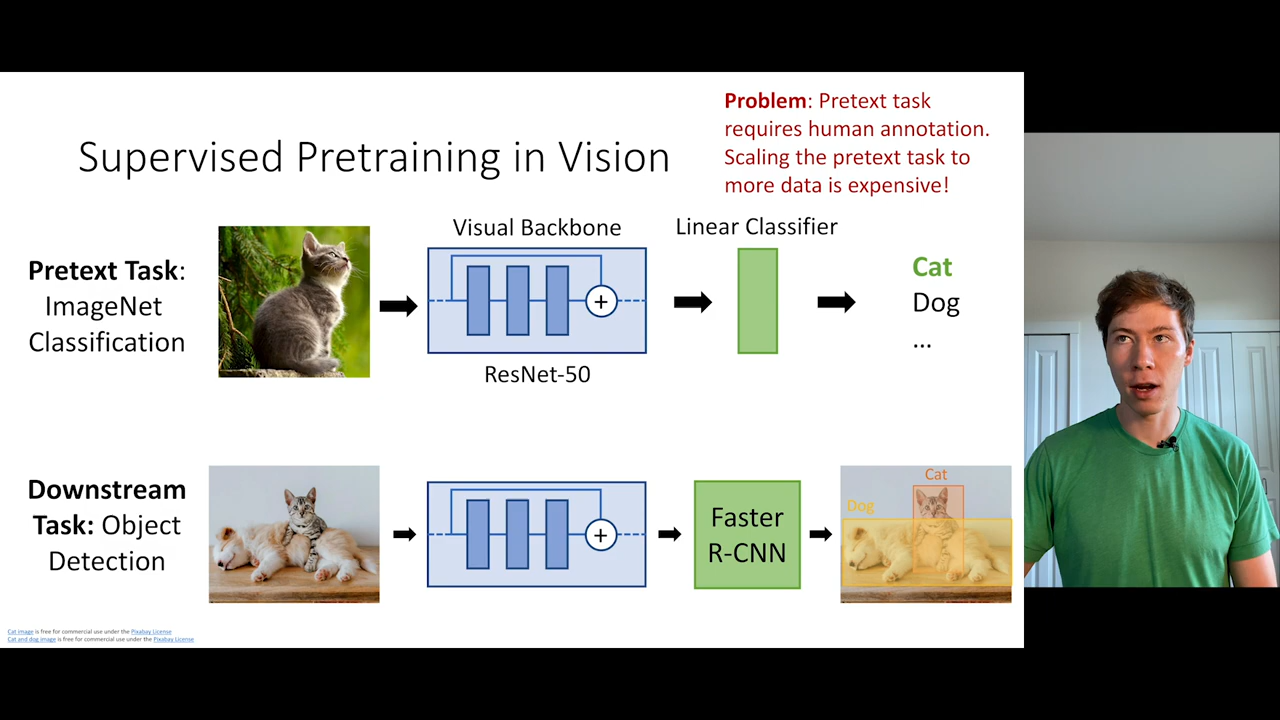 Problem: Pretext task
requires human annotation.
Scaling the pretext task to
more data is expensive!
Supervised Pretraining in Vision
Visual Backbone
Linear Classifier
Pretext Task:
ImageNet
Classification
+
Cat
Dog
...
ResNet-50
Downstream
Task: Object
Detection
+
Faster
R-CNN
Cat
Dog
Cat image is free for commercial use under the Pixabay License
Cat and dog image is free for commercial use under the Pixabay License